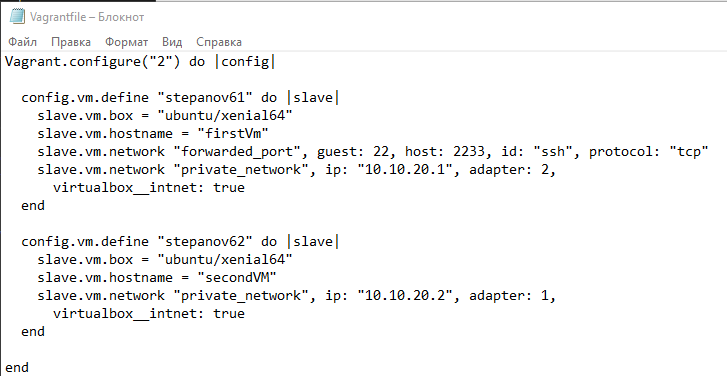 Vagrantfile – Блокнот
Файл Правка Формат Вид Справка
Vagrant.configure("2") do |config|
config.vm.define "stepanov61" do |slave|
slave.vm.box = "ubuntu/xenial64"
slave.vm.hostname = "firstVm"
slave.vm.network "forwarded_port", guest: 22, host: 2233, id: "ssh", protocol: "tcp"
slave.vm.network "private_network", ip: "10.10.20.1", adapter: 2,
virtualbox__intnet: true
end
config.vm.define "stepanov62" do |slave|
slave.vm.box = "ubuntu/xenial64"
slave.vm.hostname = "secondVM"
slave.vm.network "private_network", ip: "10.10.20.2", adapter: 1,
virtualbox__intnet: true
end
end